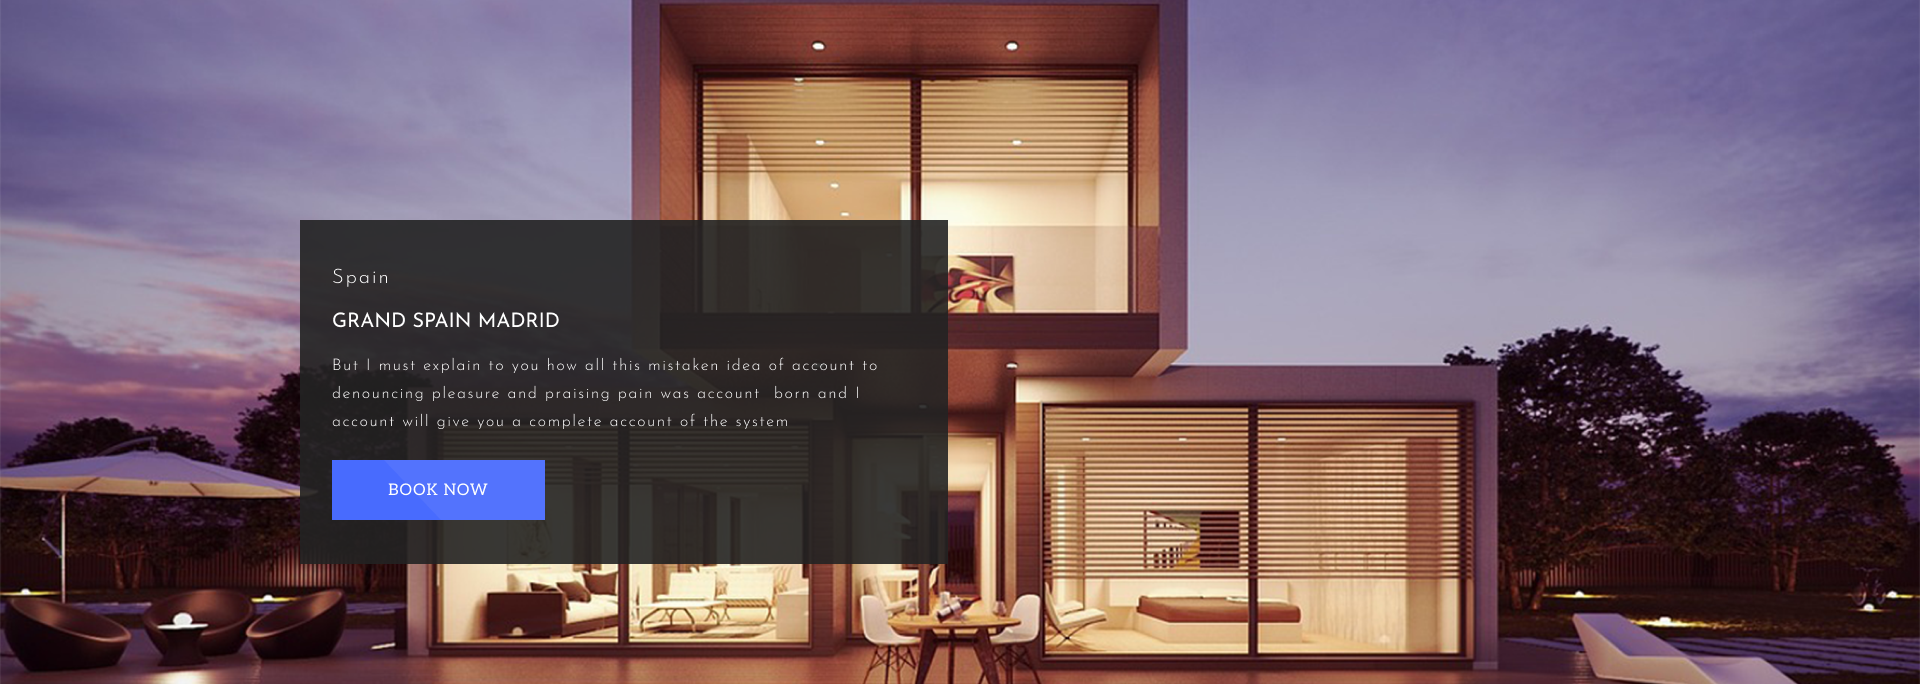 Spain
GRAND SPAIN MADRID
But I must explain to you how all this mistaken idea of account to
denouncing pleasure and praising pain was account  born and I
account will give you a complete account of the system
BOOK NOW